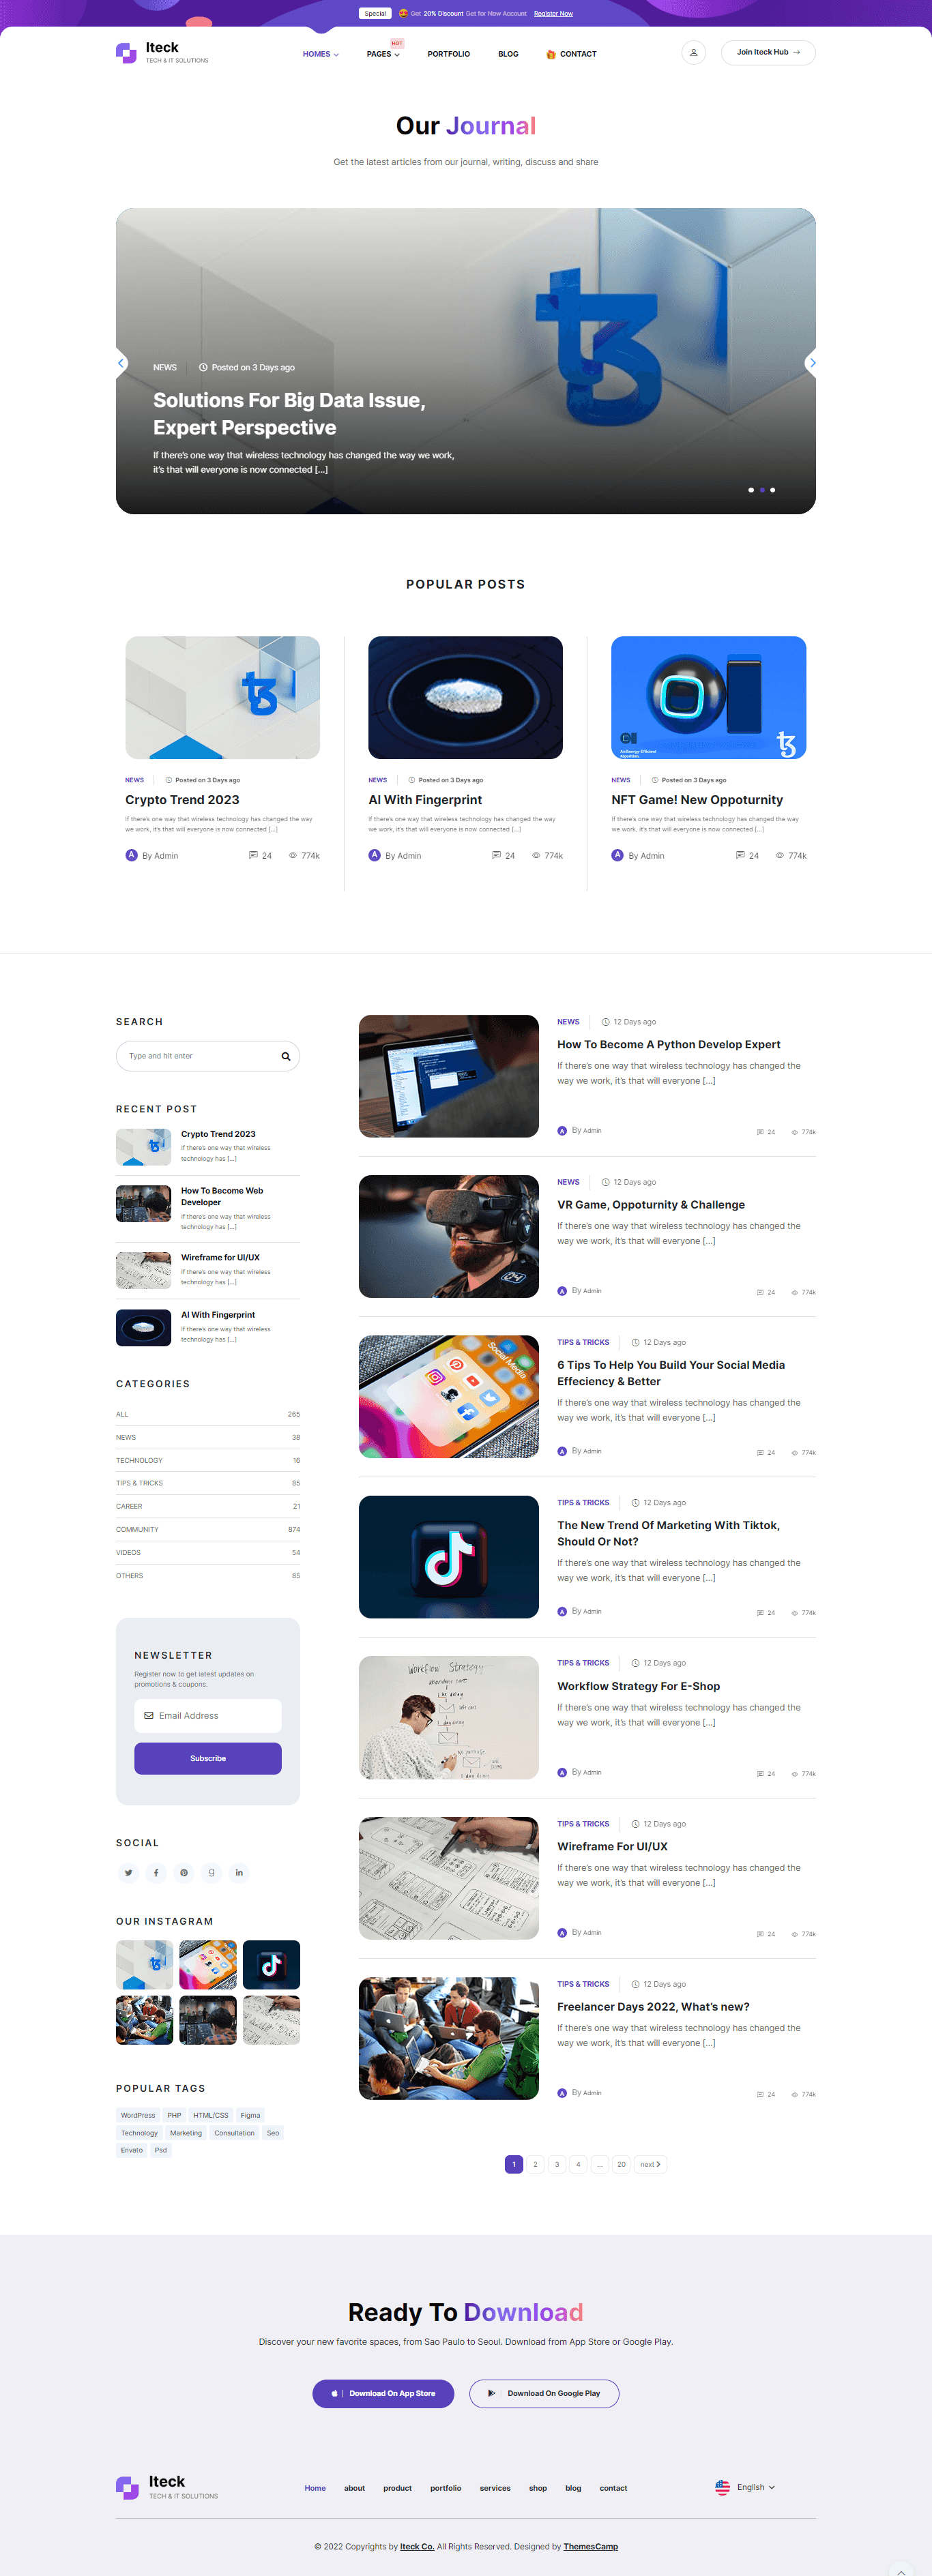 Special 😍 Get 20% Discount Get for New Account Register Now
Iteck
TECH & IT SOLUTIONS
HOMES
PAGES
HOT
PORTFOLIO
BLOG
CONTACT
Join Iteck Hub →
Our Journal
Get the latest articles from our journal, writing, discuss and share
NEWS Posted on 3 Days ago
Solutions For Big Data Issue,
Expert Perspective
If there's one way that wireless technology has changed the way we work,
it's that will everyone is now connected [...]
POPULAR POSTS
NEWS Posted on 3 Days ago
Crypto Trend 2023
If there's one way that wireless technology has changed the way
we work, it's that will everyone is now connected [...]
A By Admin 24 774k
NEWS Posted on 3 Days ago
AI With Fingerprint
If there's one way that wireless technology has changed the way
we work, it's that will everyone is now connected [...]
A By Admin 24 774k
NEWS Posted on 3 Days ago
NFT Game! New Oppoturnity
If there's one way that wireless technology has changed the way
we work, it's that will everyone is now connected [...]
A By Admin 24 774k
SEARCH
Type and hit enter
RECENT POST
Crypto Trend 2023
If there's one way that wireless
technology has [...]
How To Become Web
Developer
If there's one way that wireless
technology has [...]
Wireframe for UI/UX
If there's one way that wireless
technology has [...]
AI With Fingerprint
If there's one way that wireless
technology has [...]
CATEGORIES
ALL 265
NEWS 38
TECHNOLOGY 16
TIPS & TRICKS 85
CAREER 21
COMMUNITY 874
VIDEOS 54
OTHERS 85
NEWSLETTER
Register now to get latest updates on
promotions & coupons.
Email Address
Subscribe
SOCIAL
OUR INSTAGRAM
POPULAR TAGS
WordPress PHP HTML/CSS Figma
Technology Marketing Consultation Seo
Envato Psd
NEWS 12 Days ago
How To Become A Python Develop Expert
If there's one way that wireless technology has changed the
way we work, it's that will everyone [...]
A By Admin 24 774k
NEWS 12 Days ago
VR Game, Oppoturnity & Challenge
If there's one way that wireless technology has changed the
way we work, it's that will everyone [...]
A By Admin 24 774k
Social Media
TIPS & TRICKS 12 Days ago
6 Tips To Help You Build Your Social Media
Effeciency & Better
If there's one way that wireless technology has changed the
way we work, it's that will everyone [...]
A By Admin 24 774k
TIPS & TRICKS 12 Days ago
The New Trend Of Marketing With Tiktok,
Should Or Not?
If there's one way that wireless technology has changed the
way we work, it's that will everyone [...]
A By Admin 24 774k
Workflow Strategy
TIPS & TRICKS 12 Days ago
Workflow Strategy For E-Shop
If there's one way that wireless technology has changed the
way we work, it's that will everyone [...]
A By Admin 24 774k
TIPS & TRICKS 12 Days ago
Wireframe For UI/UX
If there's one way that wireless technology has changed the
way we work, it's that will everyone [...]
A By Admin 24 774k
TIPS & TRICKS 12 Days ago
Freelancer Days 2022, What's new?
If there's one way that wireless technology has changed the
way we work, it's that will everyone [...]
A By Admin 24 774k
1 2 3 4 ... 20 next
Ready To Download
Discover your new favorite spaces, from Sao Paulo to Seoul. Download from App Store or Google Play.
Download On App Store
Download On Google Play
Iteck
TECH & IT SOLUTIONS
Home about product portfolio services shop blog contact
English
© 2022 Copyrights by Iteck Co. All Rights Reserved. Designed by ThemesCamp